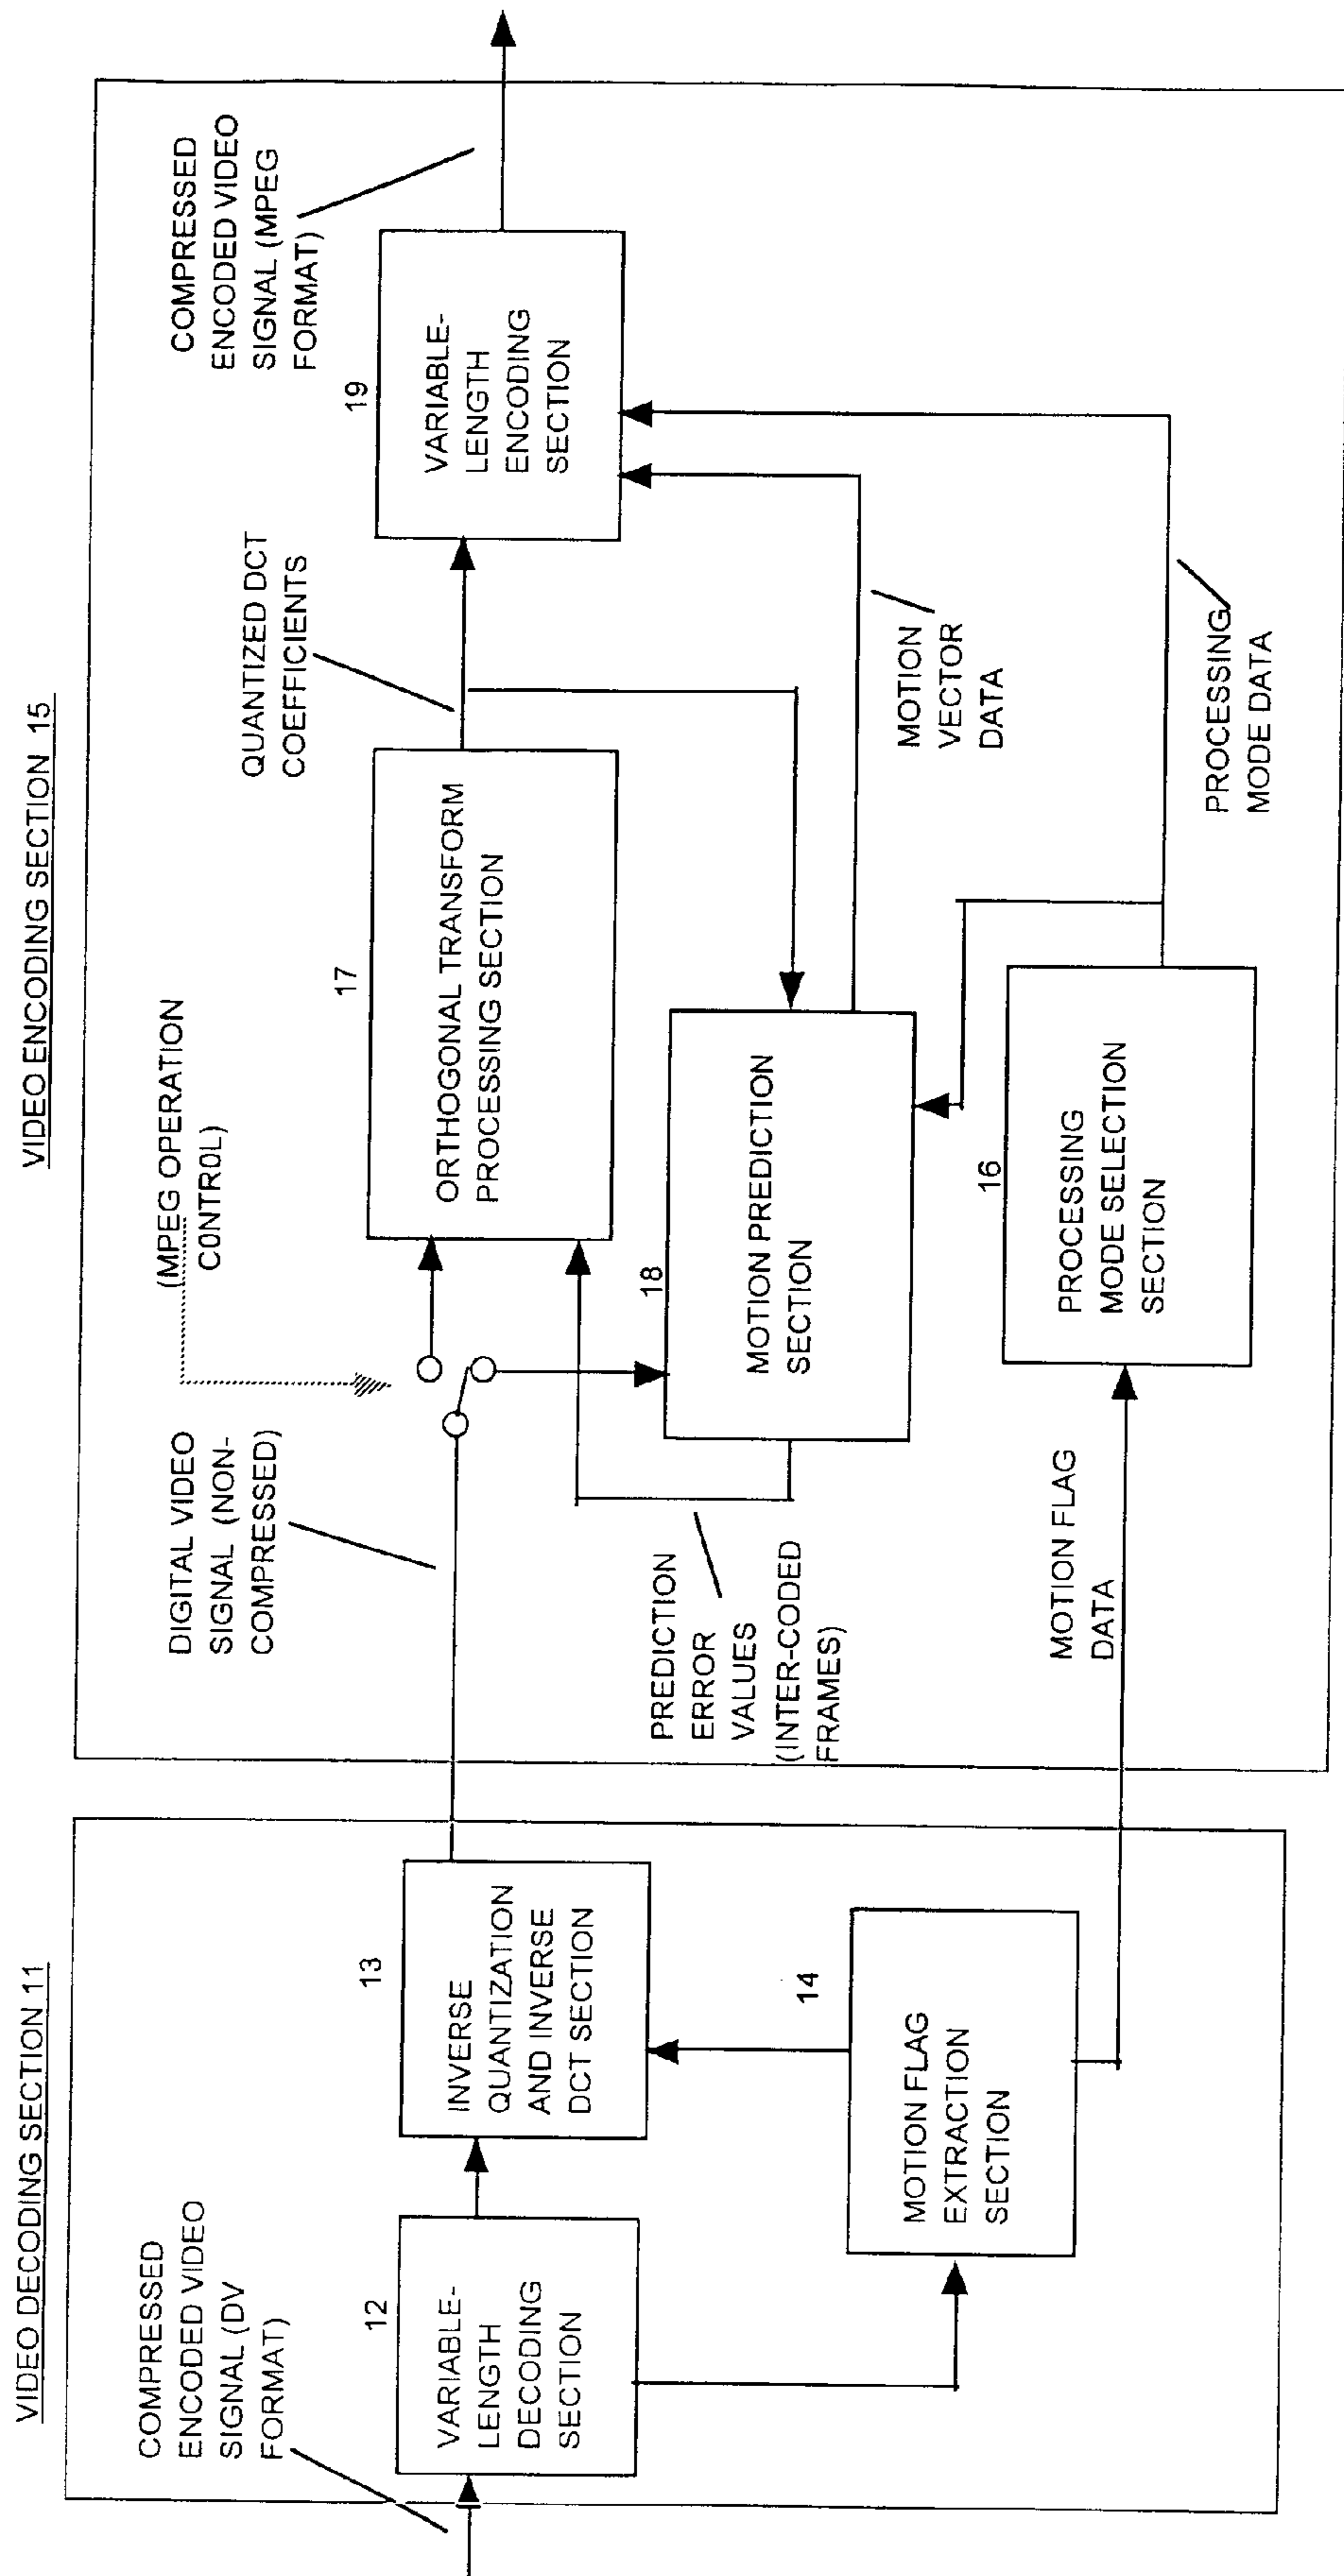 VIDEO DECODING SECTION 11
COMPRESSED
ENCODED VIDEO
SIGNAL (DV
FORMAT)
12
VARIABLE-
LENGTH
DECODING
SECTION
13
INVERSE
QUANTIZATION
AND INVERSE
DCT SECTION
14
MOTION FLAG
EXTRACTION
SECTION
VIDEO ENCODING SECTION 15
DIGITAL VIDEO
SIGNAL (NON-
COMPRESSED)
(MPEG OPERATION
CONTROL)
17
ORTHOGONAL TRANSFORM
PROCESSING SECTION
QUANTIZED DCT
COEFFICIENTS
19
VARIABLE-
LENGTH
ENCODING
SECTION
COMPRESSED
ENCODED VIDEO
SIGNAL (MPEG
FORMAT)
PREDICTION
ERROR
VALUES
(INTER-CODED
FRAMES)
18
MOTION PREDICTION
SECTION
MOTION
VECTOR
DATA
MOTION FLAG
DATA
16
PROCESSING
MODE SELECTION
SECTION
PROCESSING
MODE DATA